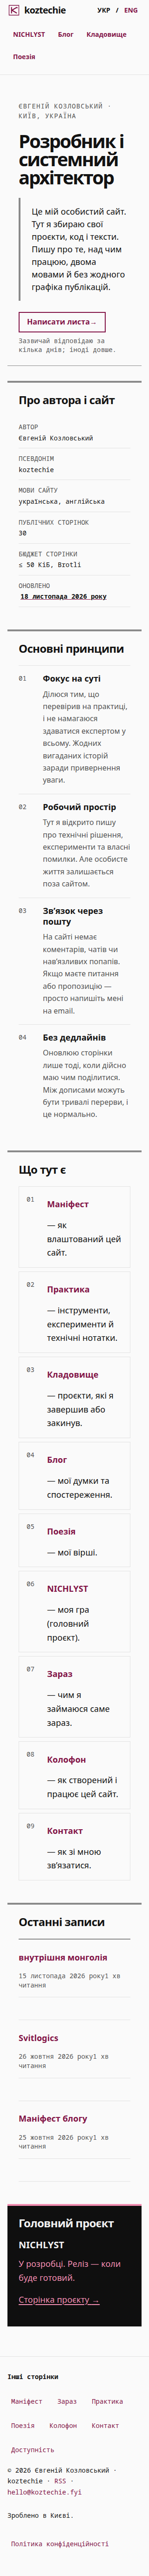 koztechie
УКР / ENG
NICHLYST Блог Кладовище
Поезія
ЄВГЕНІЙ КОЗЛОВСЬКИЙ ·
КИЇВ, УКРАЇНА
Розробник і
системний
архітектор
Це мій особистий сайт.
Тут я збираю свої
проєкти, код і тексти.
Пишу про те, над чим
працюю, двома
мовами й без жодного
графіка публікацій.
Написати листа→
Зазвичай відповідаю за
кілька днів; іноді довше.
Про автора і сайт
АВТОР
Євгеній Козловський
ПСЕВДОНІМ
koztechie
МОВИ САЙТУ
українська, англійська
ПУБЛІЧНИХ СТОРІНОК
30
БЮДЖЕТ СТОРІНКИ
≤ 50 КіБ, Brotli
ОНОВЛЕНО
18 листопада 2026 року
Основні принципи
01 Фокус на суті
Ділюся тим, що
перевірив на практиці,
і не намагаюся
здаватися експертом у
всьому. Жодних
вигаданих історій
заради привернення
уваги.
02 Робочий простір
Тут я відкрито пишу
про технічні рішення,
експерименти та власні
помилки. Але особисте
життя залишається
поза сайтом.
03 Зв’язок через
пошту
На сайті немає
коментарів, чатів чи
нав’язливих попапів.
Якщо маєте питання
або пропозицію —
просто напишіть мені
на email.
04 Без дедлайнів
Оновлюю сторінки
лише тоді, коли дійсно
маю чим поділитися.
Між дописами можуть
бути тривалі перерви, і
це нормально.
Що тут є
01 Маніфест
— як
влаштований цей
сайт.
02 Практика
— інструменти,
експерименти й
технічні нотатки.
03 Кладовище
— проєкти, які я
завершив або
закинув.
04 Блог
— мої думки та
спостереження.
05 Поезія
— мої вірші.
06 NICHLYST
— моя гра
(головний
проєкт).
07 Зараз
— чим я
займаюся саме
зараз.
08 Колофон
— як створений і
працює цей сайт.
09 Контакт
— як зі мною
зв’язатися.
Останні записи
внутрішня монголія
15 листопада 2026 року1 хв
читання
Svitlogics
26 жовтня 2026 року1 хв
читання
Маніфест блогу
25 жовтня 2026 року1 хв
читання
Головний проєкт
NICHLYST
У розробці. Реліз — коли
буде готовий.
Сторінка проєкту →
Інші сторінки
Маніфест Зараз Практика
Поезія Колофон Контакт
Доступність
© 2026 Євгеній Козловський ·
koztechie · RSS ·
hello@koztechie.fyi
Зроблено в Києві.
Політика конфіденційності